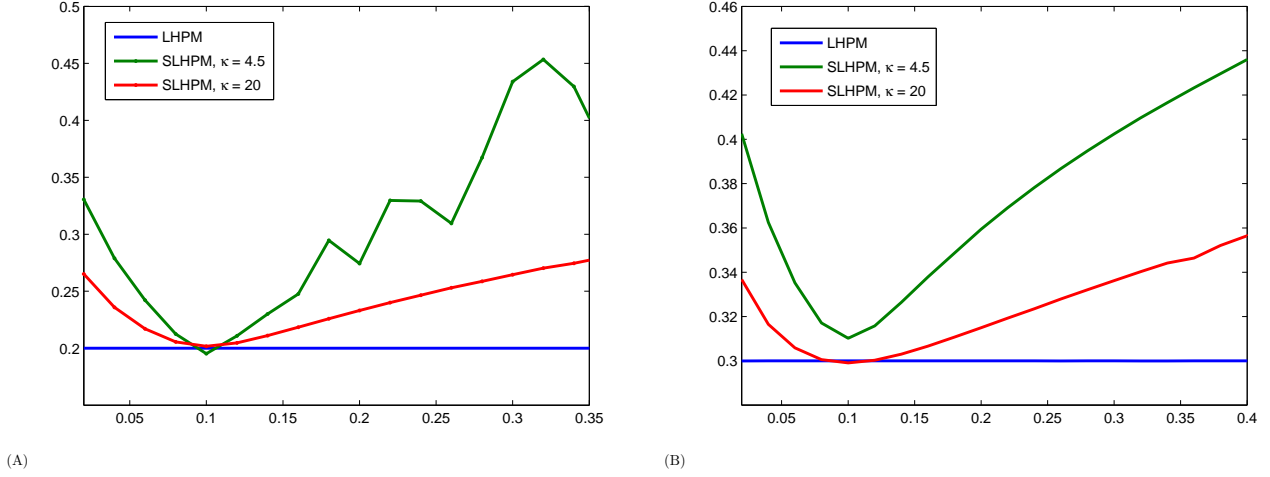 0.5
0.45
0.4
0.35
0.3
0.25
0.2
0.05 0.1 0.15 0.2 0.25 0.3 0.35
LHPM
SLHPM, κ = 4.5
SLHPM, κ = 20
(A)
0.46
0.44
0.42
0.4
0.38
0.36
0.34
0.32
0.3
0.05 0.1 0.15 0.2 0.25 0.3 0.35 0.4
LHPM
SLHPM, κ = 4.5
SLHPM, κ = 20
(B)